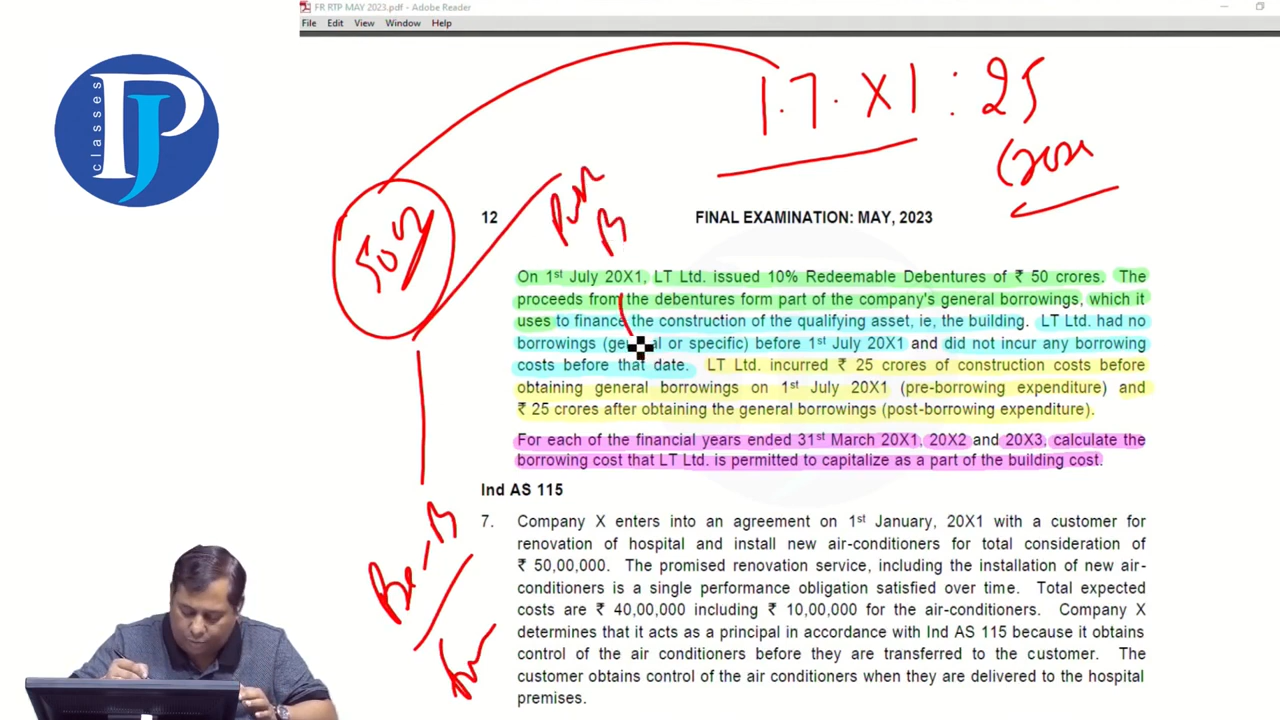 FR RTP MAY 2023.pdf - Adobe Reader
File Edit View Window Help
classes
PJ
1.7.X1 : 25
Crore
50 Cr
12 FINAL EXAMINATION: MAY, 2023
On 1st July 20X1, LT Ltd. issued 10% Redeemable Debentures of ₹ 50 crores. The
proceeds from the debentures form part of the company's general borrowings, which it
uses to finance the construction of the qualifying asset, ie, the building. LT Ltd. had no
borrowings (general or specific) before 1st July 20X1 and did not incur any borrowing
costs before that date. LT Ltd. incurred ₹ 25 crores of construction costs before
obtaining general borrowings on 1st July 20X1 (pre-borrowing expenditure) and
₹ 25 crores after obtaining the general borrowings (post-borrowing expenditure).
For each of the financial years ended 31st March 20X1, 20X2 and 20X3, calculate the
borrowing cost that LT Ltd. is permitted to capitalize as a part of the building cost.
Ind AS 115
7. Company X enters into an agreement on 1st January, 20X1 with a customer for
renovation of hospital and install new air-conditioners for total consideration of
₹ 50,00,000. The promised renovation service, including the installation of new air-
conditioners is a single performance obligation satisfied over time. Total expected
costs are ₹ 40,00,000 including ₹ 10,00,000 for the air-conditioners. Company X
determines that it acts as a principal in accordance with Ind AS 115 because it obtains
control of the air conditioners before they are transferred to the customer. The
customer obtains control of the air conditioners when they are delivered to the hospital
premises.